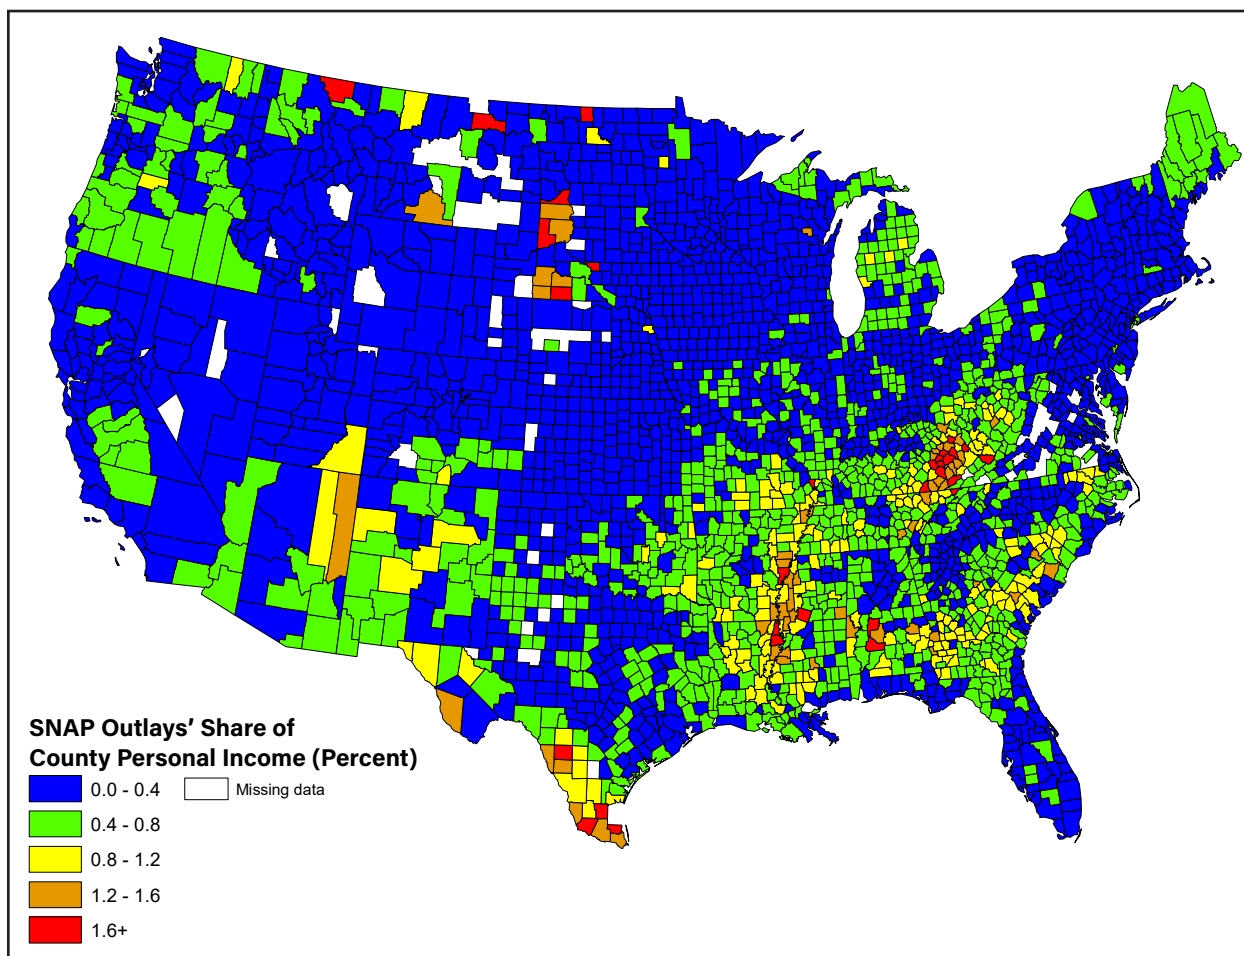 SNAP Outlays’ Share of
County Personal Income (Percent)
0.0 - 0.4
Missing data
0.4 - 0.8
0.8 - 1.2
1.2 - 1.6
1.6+